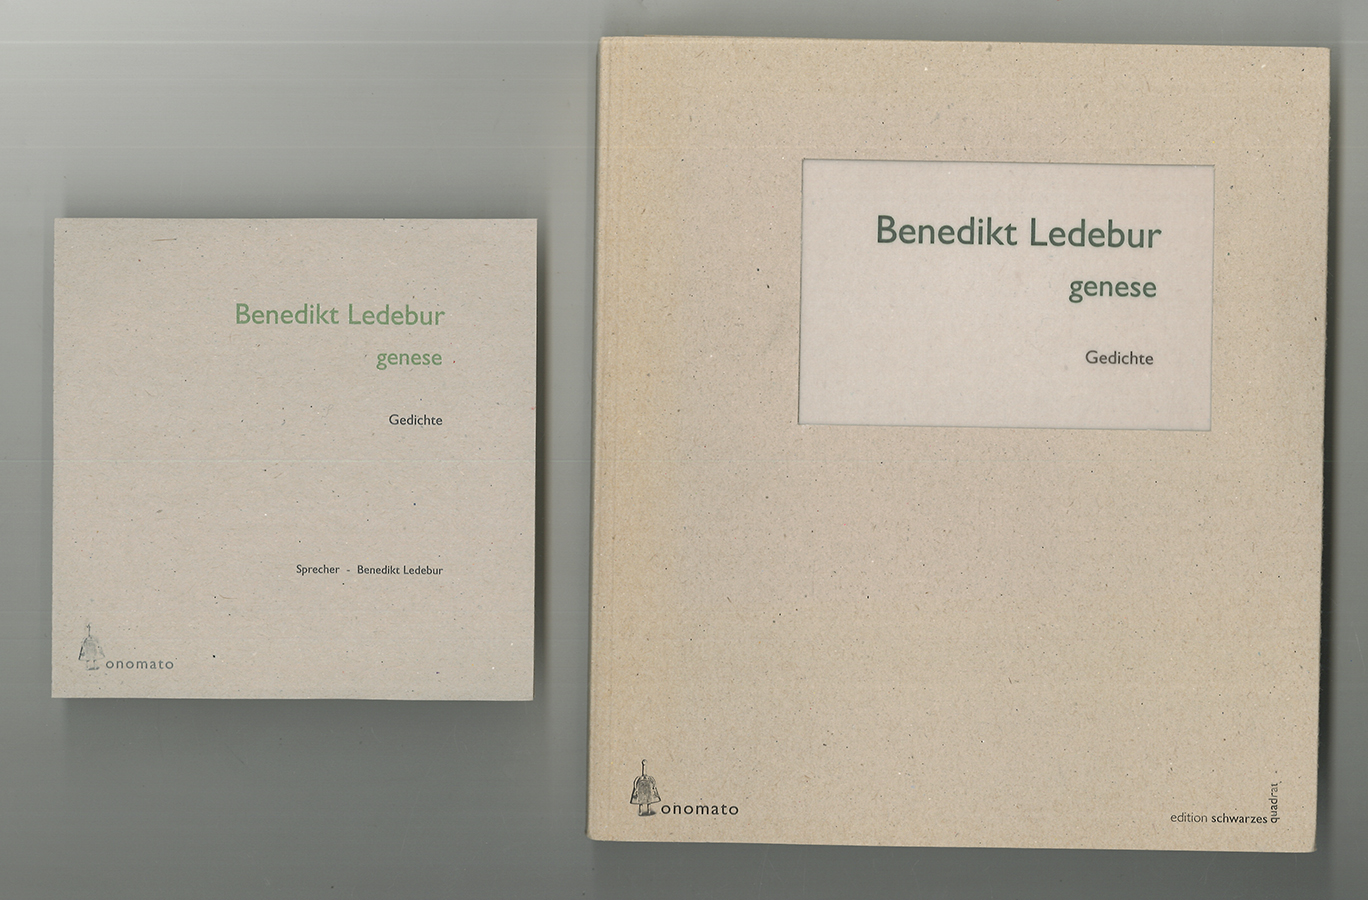 Benedikt Ledebur
genese
Gedichte
Sprecher - Benedikt Ledebur
onomato
Benedikt Ledebur
genese
Gedichte
onomato
edition schwarzes quadrat